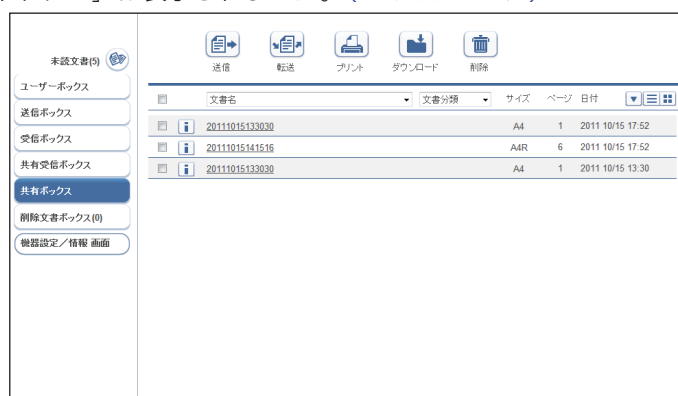 未読文書(5)
送信 転送 プリント ダウンロード 削除
ユーザーボックス
送信ボックス
受信ボックス
共有受信ボックス
共有ボックス
削除文書ボックス(0)
機器設定／情報 画面
文書名 文書分類 サイズ ページ 日付
20111015133030 A4 1 2011 10/15 17:52
20111015141516 A4R 6 2011 10/15 17:52
20111015133030 A4 1 2011 10/15 13:30